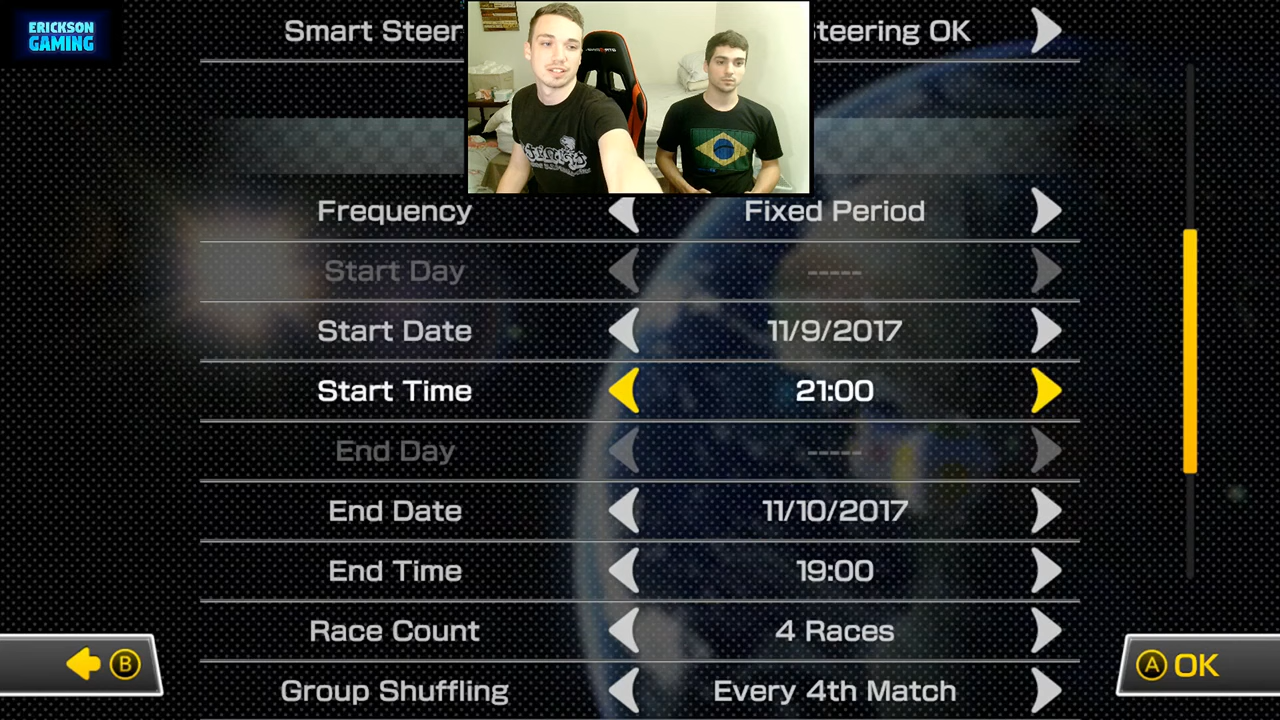 ERICKSON
GAMING
Smart Steer
teering OK
Frequency Fixed Period
Start Day -----
Start Date 11/9/2017
Start Time 21:00
End Day -----
End Date 11/10/2017
End Time 19:00
Race Count 4 Races
B
A OK
Group Shuffling Every 4th Match